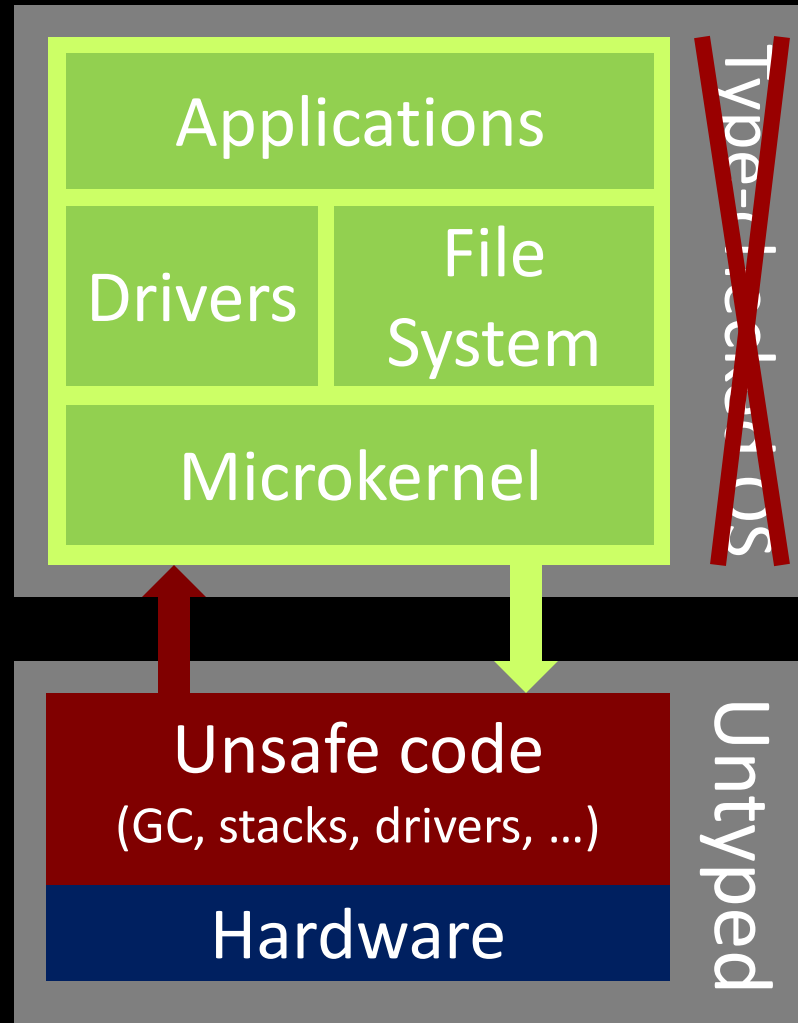 Applications
Drivers
File
System
Microkernel
Type-checked OS
Unsafe code
(GC, stacks, drivers, ...)
Hardware
Untyped